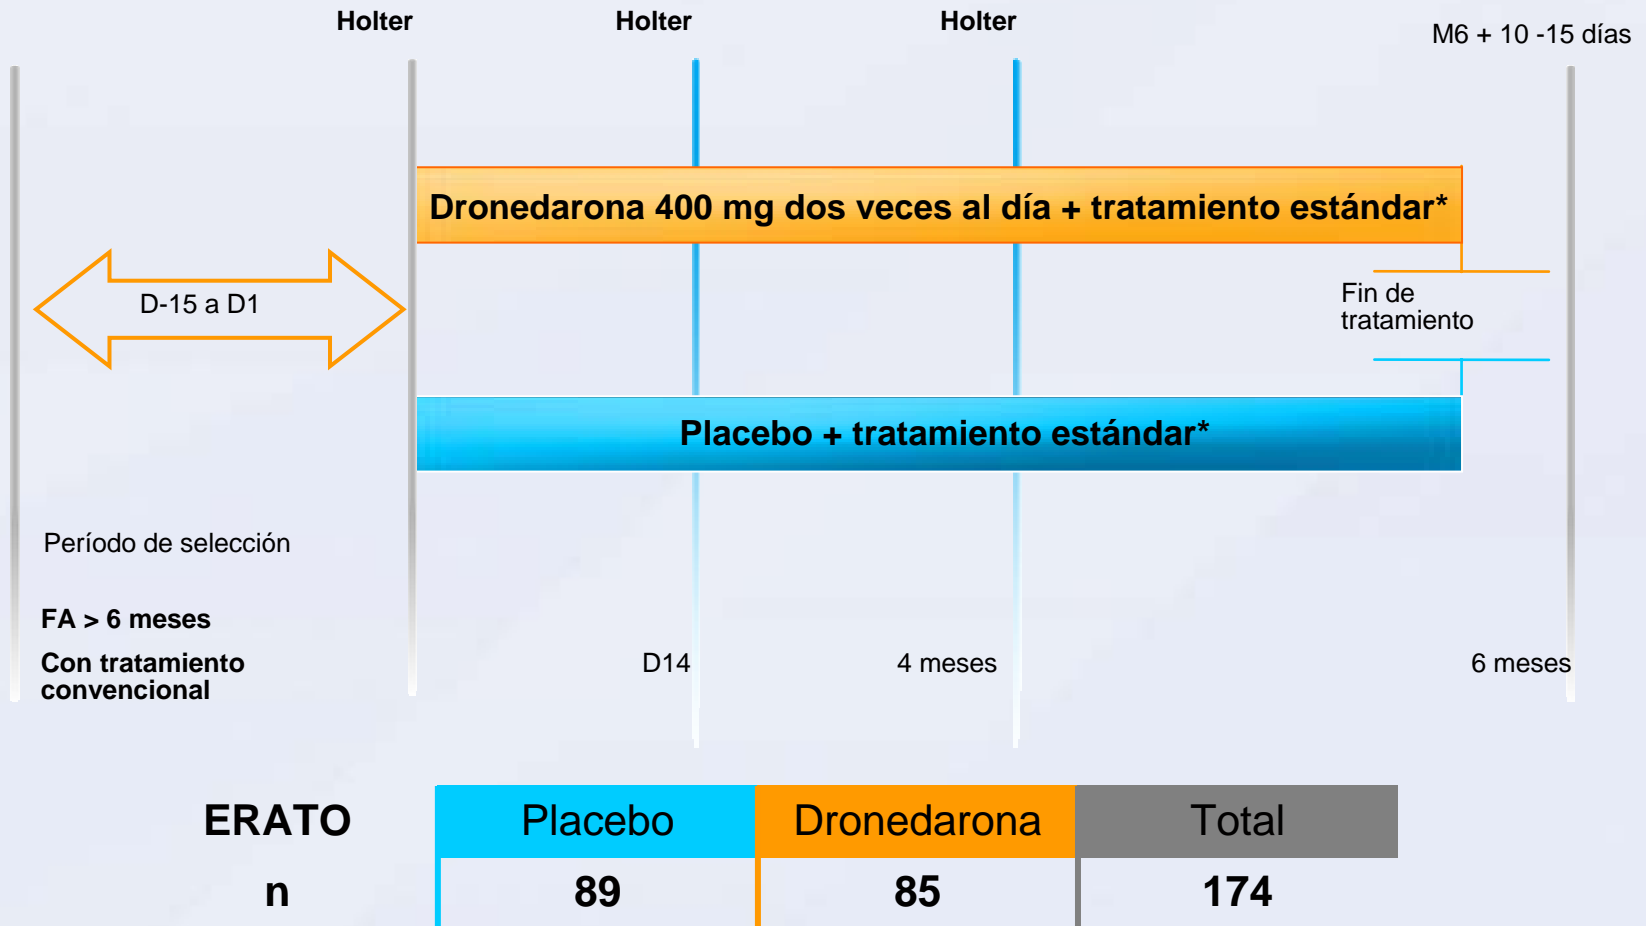 Holter
Holter
Holter
M6 + 10 -15 días
Dronedarona 400 mg dos veces al día + tratamiento estándar*
D-15 a D1
Fin de
tratamiento
Placebo + tratamiento estándar*
Período de selección
FA > 6 meses
Con tratamiento
convencional
D14
4 meses
6 meses
ERATO Placebo Dronedarona Total
n 89 85 174